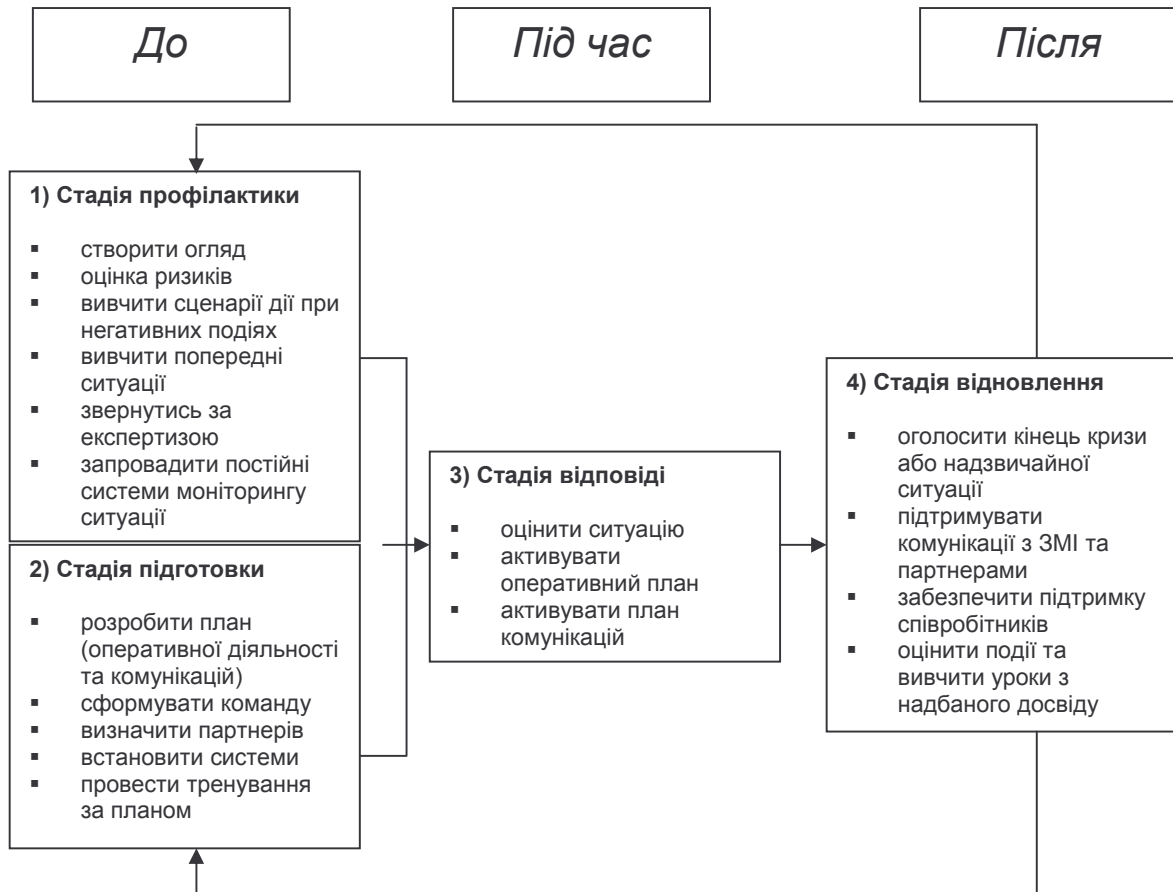 До
Під час
Після
1) Стадія профілактики
▪ створити огляд
▪ оцінка ризиків
▪ вивчити сценарії дії при
негативних подіях
▪ вивчити попередні
ситуації
▪ звернутись за
експертизою
▪ запровадити постійні
системи моніторингу
ситуації
2) Стадія підготовки
▪ розробити план
(оперативної діяльності
та комунікацій)
▪ сформувати команду
▪ визначити партнерів
▪ встановити системи
▪ провести тренування
за планом
3) Стадія відповіді
▪ оцінити ситуацію
▪ активувати
оперативний план
▪ активувати план
комунікацій
4) Стадія відновлення
▪ оголосити кінець кризи
або надзвичайної
ситуації
▪ підтримувати
комунікації з ЗМІ та
партнерами
▪ забезпечити підтримку
співробітників
▪ оцінити події та
вивчити уроки з
надбаного досвіду